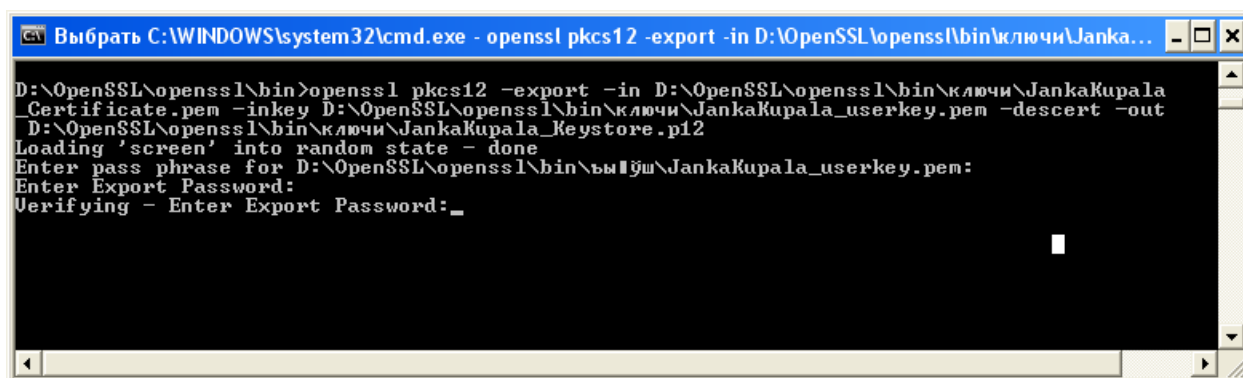 Выбрать C:\WINDOWS\system32\cmd.exe - openssl pkcs12 -export -in D:\OpenSSL\openssl\bin\ключи\Janka...
D:\OpenSSL\openssl\bin>openssl pkcs12 -export -in D:\OpenSSL\openssl\bin\ключи\JankaKupala
_Certificate.pem -inkey D:\OpenSSL\openssl\bin\ключи\JankaKupala_userkey.pem -descert -out
D:\OpenSSL\openssl\bin\ключи\JankaKupala_Keystore.p12
Loading 'screen' into random state - done
Enter pass phrase for D:\OpenSSL\openssl\bin\ъы▮ўш\JankaKupala_userkey.pem:
Enter Export Password:
Verifying - Enter Export Password:_